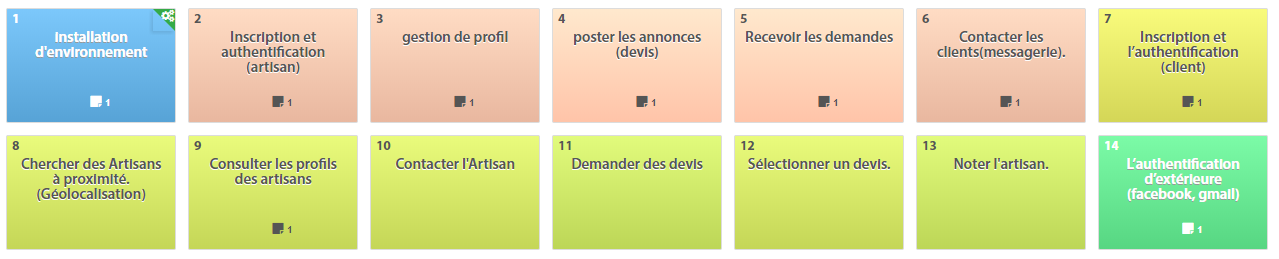 1
Installation
d'environnement
1
2
Inscription et
authentification
(artisan)
1
3
gestion de profil
1
4
poster les annonces
(devis)
1
5
Recevoir les demandes
1
6
Contacter les
clients(messagerie).
1
7
Inscription et
l'authentification
(client)
1
8
Chercher des Artisans
à proximité.
(Géolocalisation)
9
Consulter les profils
des artisans
1
10
Contacter l'Artisan
11
Demander des devis
12
Sélectionner un devis.
13
Noter l'artisan.
14
L'authentification
d'extérieure
(facebook, gmail)
1